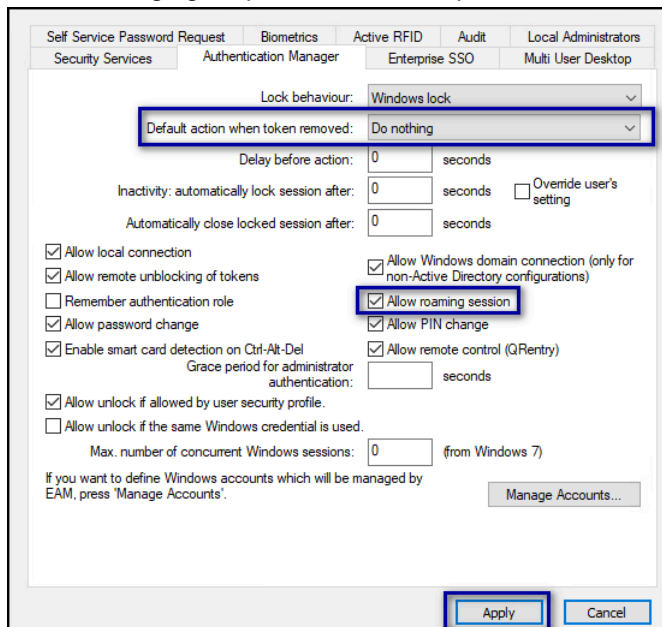 Self Service Password Request Biometrics Active RFID Audit Local Administrators
Security Services Authentication Manager Enterprise SSO Multi User Desktop
Lock behaviour: Windows lock
Default action when token removed: Do nothing
Delay before action: 0 seconds
Inactivity: automatically lock session after: 0 seconds Override user's setting
Automatically close locked session after: 0 seconds
Allow local connection
Allow Windows domain connection (only for
non-Active Directory configurations)
Allow remote unblocking of tokens
Remember authentication role Allow roaming session
Allow password change Allow PIN change
Enable smart card detection on Ctrl-Alt-Del Allow remote control (QRentry)
Grace period for administrator
authentication: seconds
Allow unlock if allowed by user security profile.
Allow unlock if the same Windows credential is used.
Max. number of concurrent Windows sessions: 0 (from Windows 7)
If you want to define Windows accounts which will be managed by
EAM, press 'Manage Accounts'.
Manage Accounts...
Apply Cancel